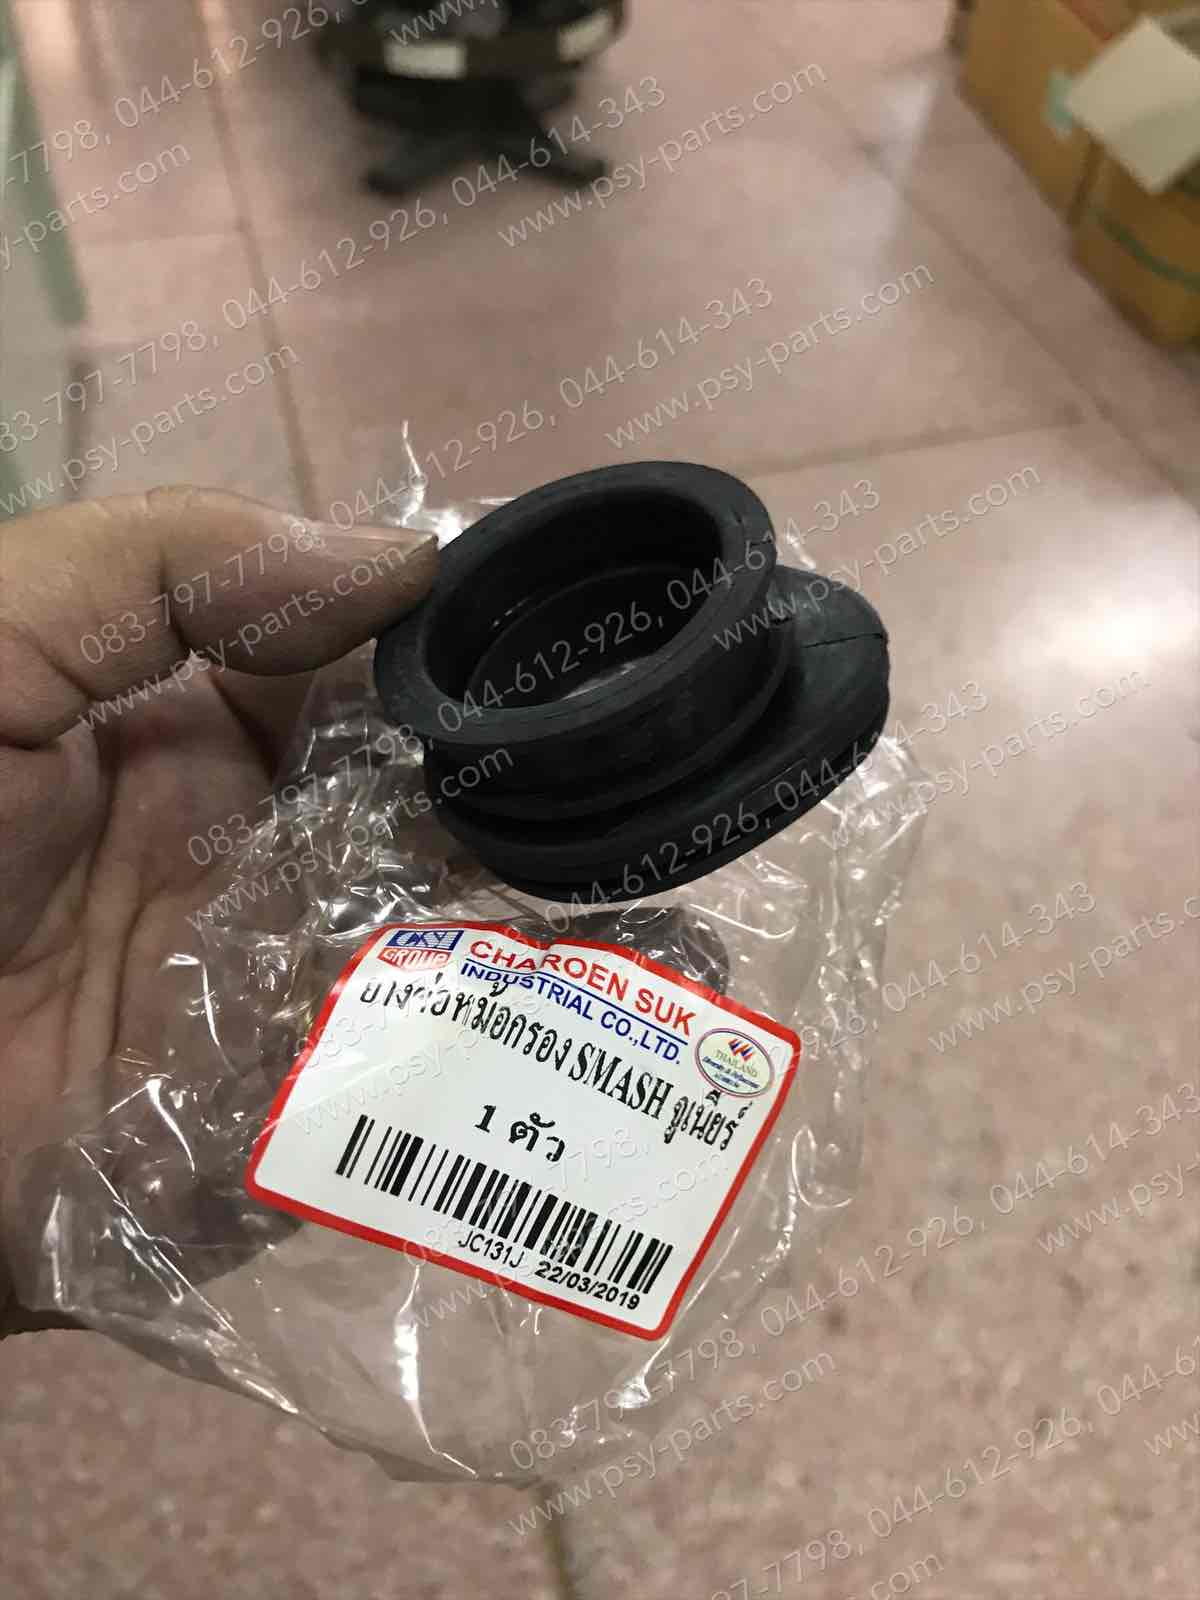 CSI
GROUP
CHAROEN SUK
INDUSTRIAL CO.,LTD.
ยางต่อหม้อกรอง SMASH จูเนียร์
1 ตัว
THAILAND
JC131J 22/03/2019
083-797-7798, 044-612-926, 044-614-343
www.psy-parts.com